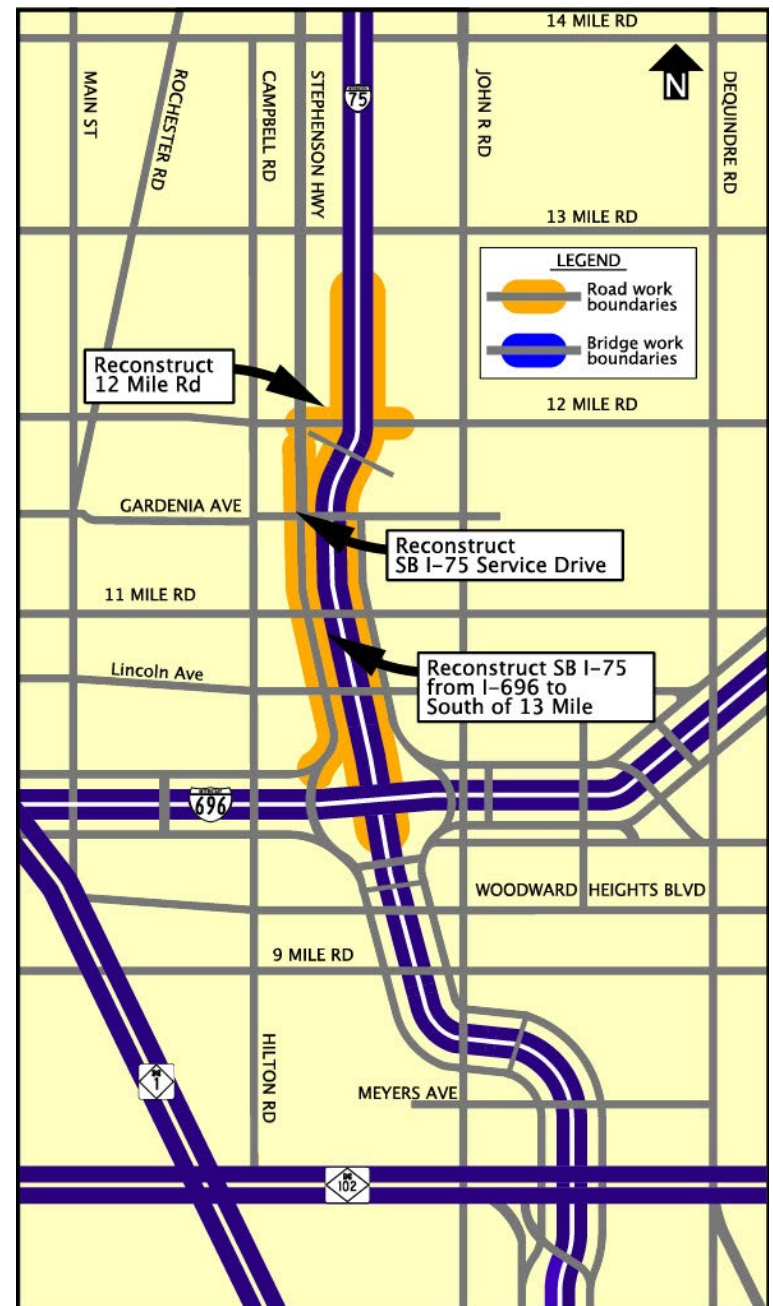 14 MILE RD
MAIN ST
ROCHESTER RD
CAMPBELL RD
STEPHENSON HWY
75
JOHN R RD
N
DEQUINDRE RD
13 MILE RD
LEGEND
Road work
boundaries
Bridge work
boundaries
Reconstruct
12 Mile Rd
12 MILE RD
GARDENIA AVE
Reconstruct
SB I-75 Service Drive
11 MILE RD
Lincoln Ave
Reconstruct SB I-75
from I-696 to
South of 13 Mile
696
WOODWARD HEIGHTS BLVD
9 MILE RD
HILTON RD
M
1
MEYERS AVE
M
102